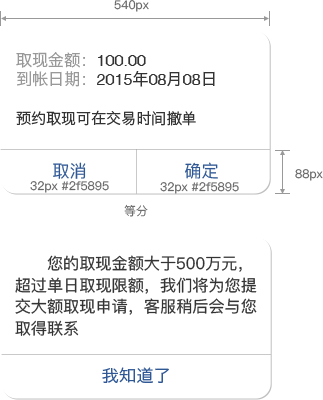 540px
取现金额：100.00
到帐日期：2015年08月08日
预约取现可在交易时间撤单
取消 确定
32px #2f5895 32px #2f5895
88px
等分
您的取现金额大于500万元，
超过单日取现限额，我们将为您提
交大额取现申请，客服稍后会与您
取得联系
我知道了